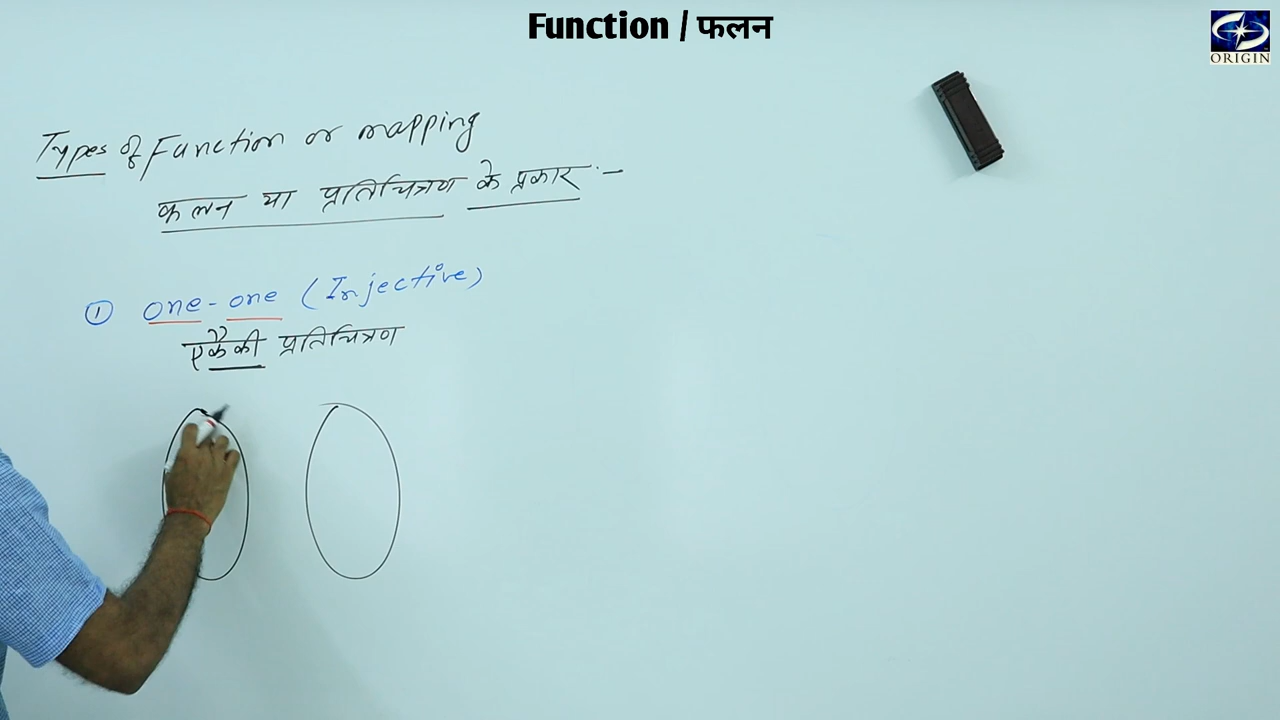 Function / फलन
ORIGIN
Types of Function or mapping
फलन या प्रतिचित्रण के प्रकार :-
① one-one (Injective)
एकैकी प्रतिचित्रण